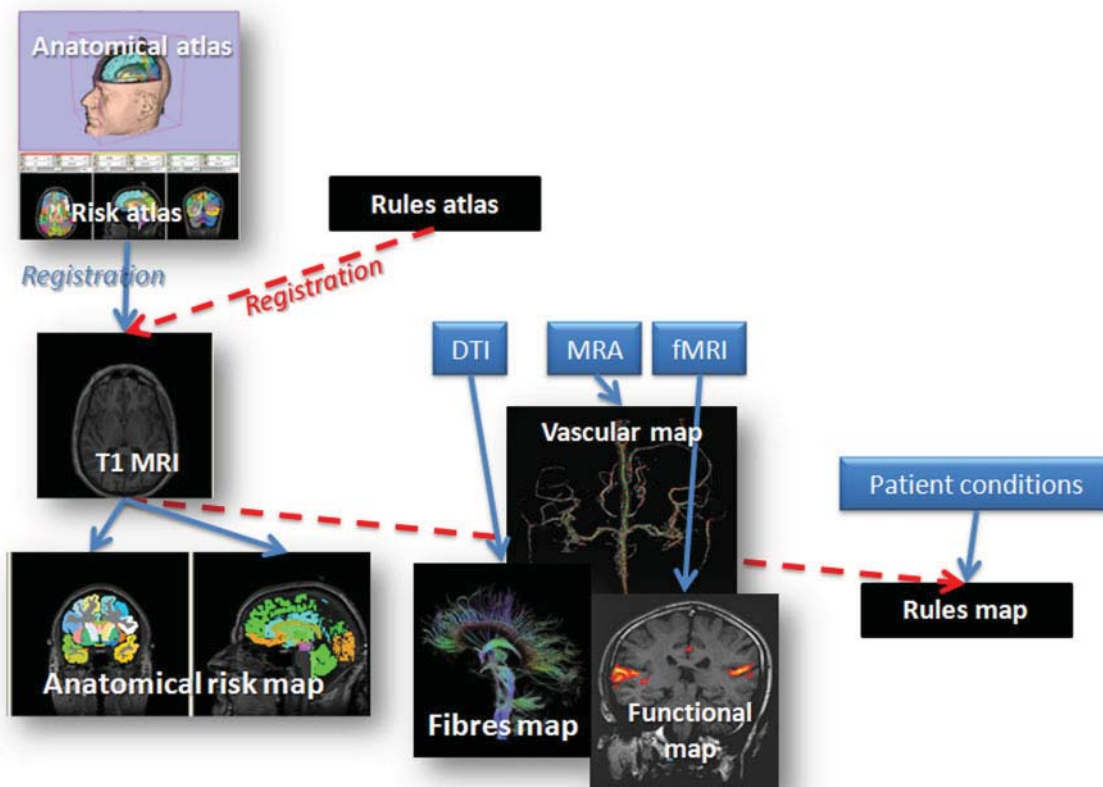 Anatomical atlas
Risk atlas
Rules atlas
Registration
Registration
DTI
MRA
fMRI
Vascular map
T1 MRI
Patient conditions
Rules map
Anatomical risk map
Fibres map
Functional
map